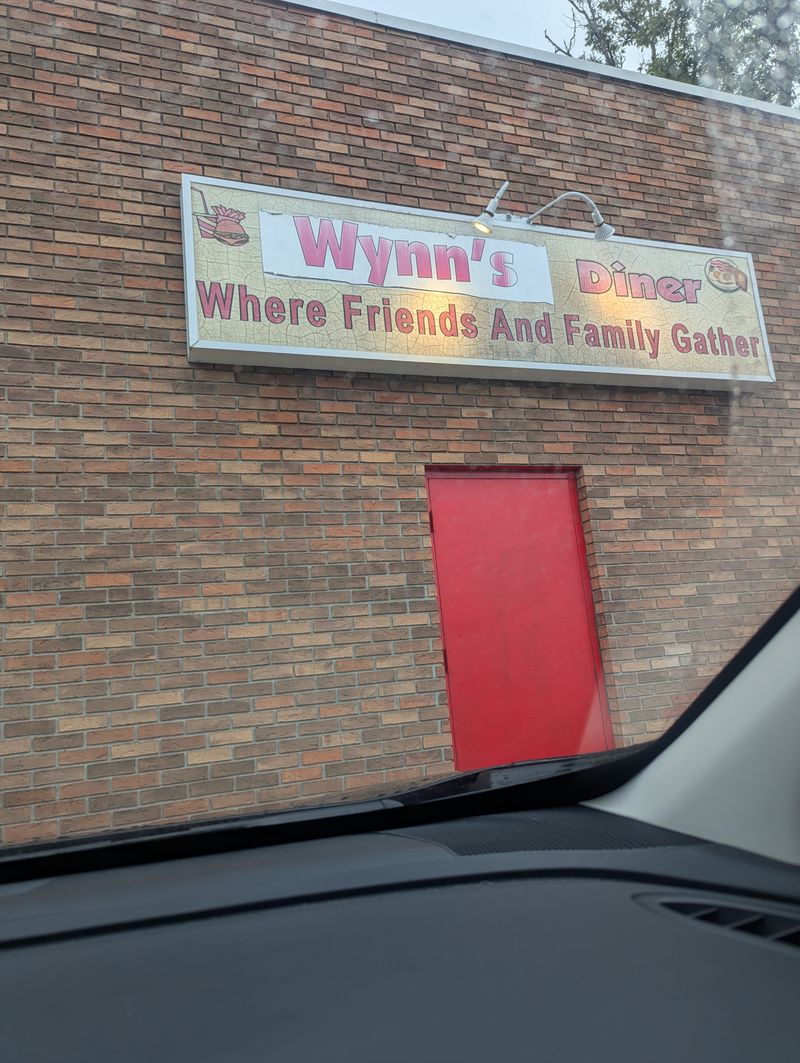 Wynn's Diner
Where Friends And Family Gather